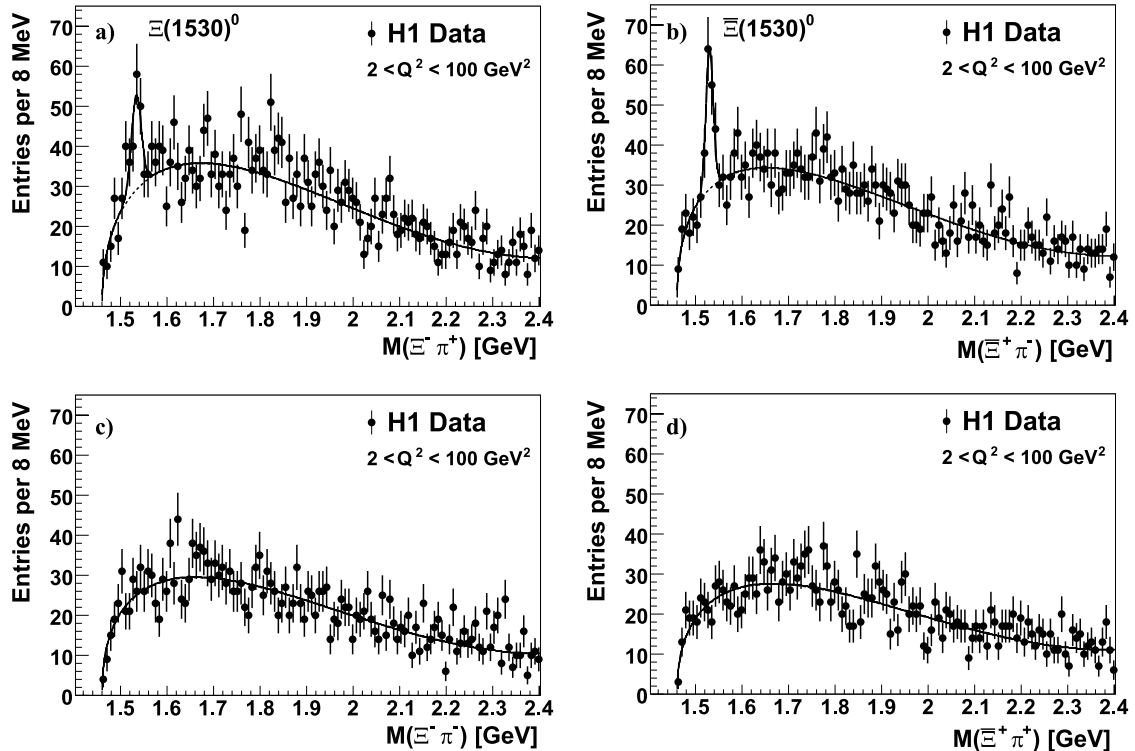 a) Ξ(1530)⁰
H1 Data
2 < Q² < 100 GeV²
Entries per 8 MeV
70
60
50
40
30
20
10
0
1.5 1.6 1.7 1.8 1.9 2 2.1 2.2 2.3 2.4
M(Ξ⁻ π⁺) [GeV]
b) Ξ̅(1530)⁰
H1 Data
2 < Q² < 100 GeV²
Entries per 8 MeV
70
60
50
40
30
20
10
0
1.5 1.6 1.7 1.8 1.9 2 2.1 2.2 2.3 2.4
M(Ξ̅⁺ π⁻) [GeV]
c)
H1 Data
2 < Q² < 100 GeV²
Entries per 8 MeV
70
60
50
40
30
20
10
0
1.5 1.6 1.7 1.8 1.9 2 2.1 2.2 2.3 2.4
M(Ξ⁻ π⁻) [GeV]
d)
H1 Data
2 < Q² < 100 GeV²
Entries per 8 MeV
70
60
50
40
30
20
10
0
1.5 1.6 1.7 1.8 1.9 2 2.1 2.2 2.3 2.4
M(Ξ̅⁺ π⁺) [GeV]